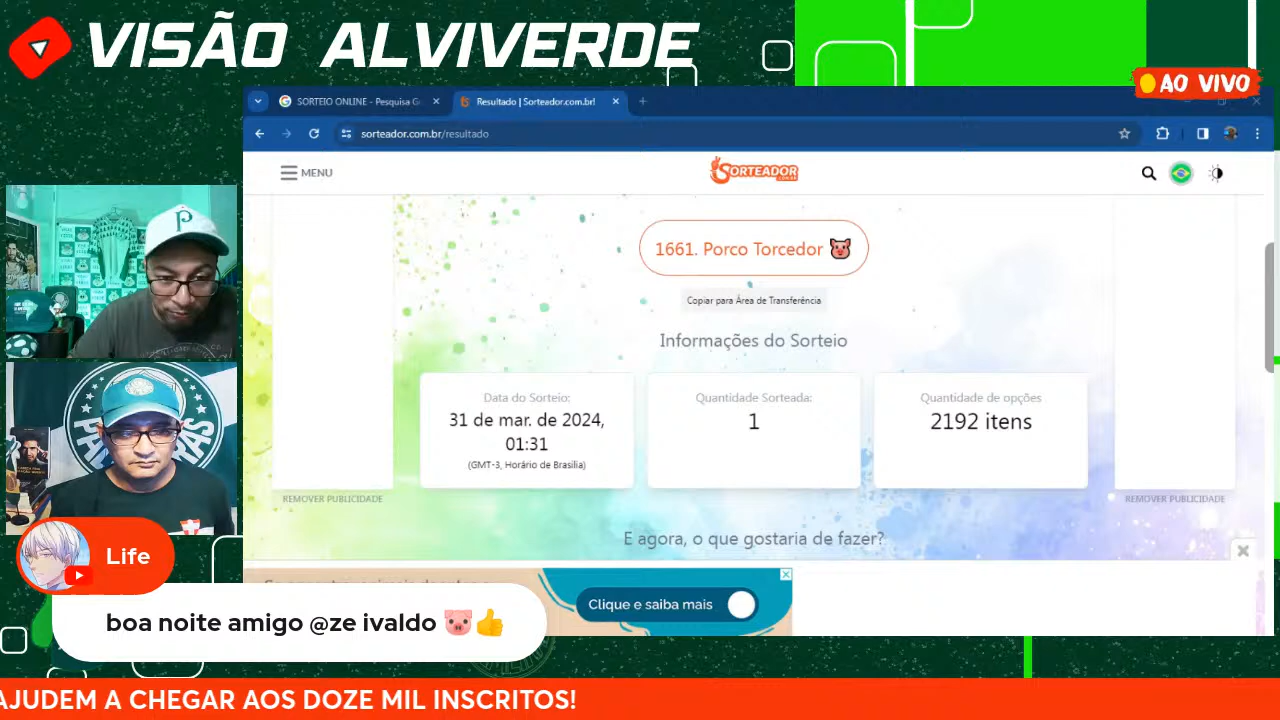 VISÃO ALVIVERDE
AO VIVO
SORTEIO ONLINE - Pesquisa G
Resultado | Sorteador.com.br!
sorteador.com.br/resultado
MENU
SORTEADOR
1661. Porco Torcedor 🐷
Copiar para Área de Transferência
Informações do Sorteio
Data do Sorteio:
31 de mar. de 2024,
01:31
(GMT-3, Horário de Brasília)
Quantidade Sorteada:
1
Quantidade de opções
2192 itens
REMOVER PUBLICIDADE
REMOVER PUBLICIDADE
E agora, o que gostaria de fazer?
Clique e saiba mais
P
Life
boa noite amigo @ze ivaldo 🐷👍
AJUDEM A CHEGAR AOS DOZE MIL INSCRITOS!